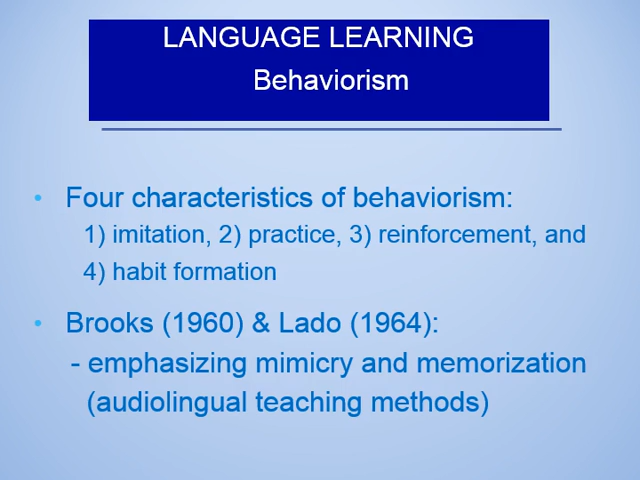 LANGUAGE LEARNING
Behaviorism
• Four characteristics of behaviorism:
1) imitation, 2) practice, 3) reinforcement, and
4) habit formation
• Brooks (1960) & Lado (1964):
- emphasizing mimicry and memorization
(audiolingual teaching methods)